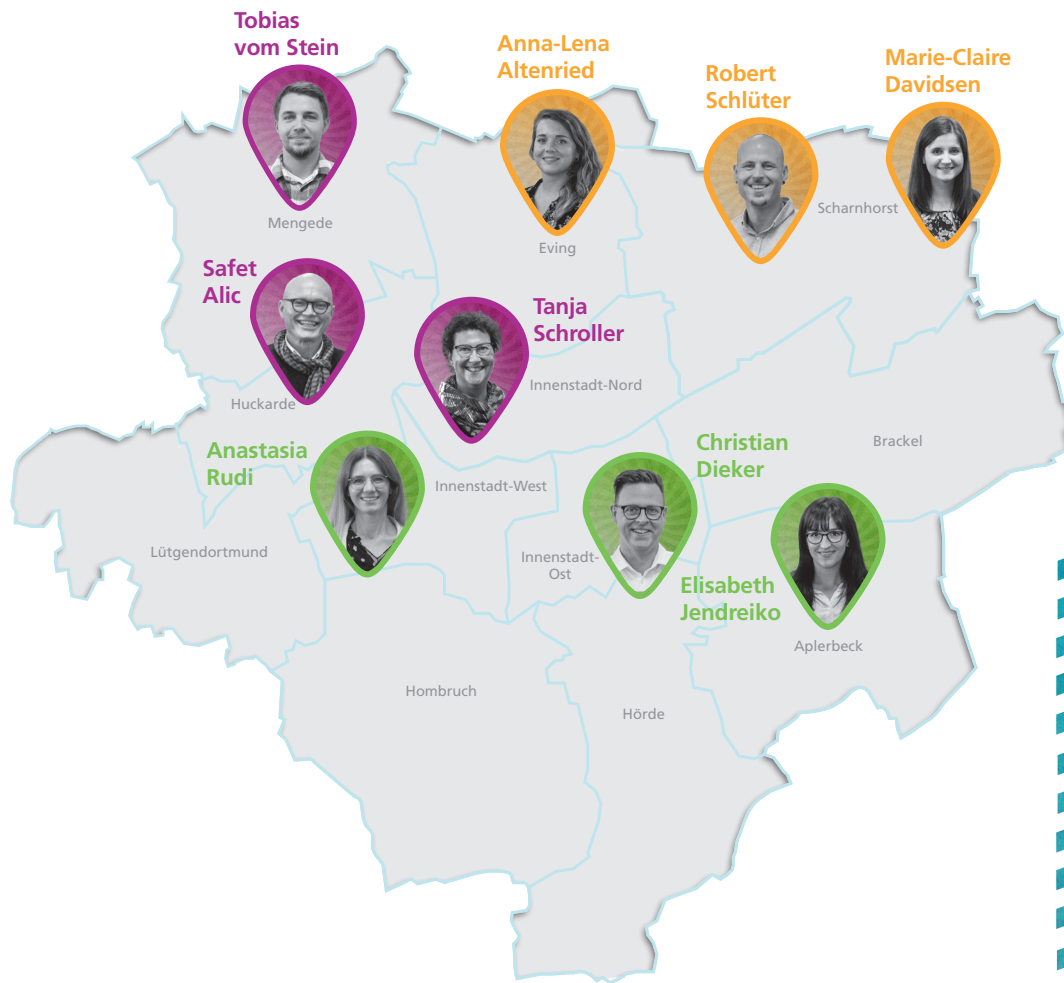 Tobias
vom Stein
Anna-Lena
Altenried
Robert
Schlüter
Marie-Claire
Davidsen
Mengede
Eving
Scharnhorst
Safet
Alic
Tanja
Schroller
Huckarde
Innenstadt-Nord
Anastasia
Rudi
Innenstadt-West
Christian
Dieker
Brackel
Lütgendortmund
Innenstadt-
Ost
Elisabeth
Jendreiko
Aplerbeck
Hombruch
Hörde